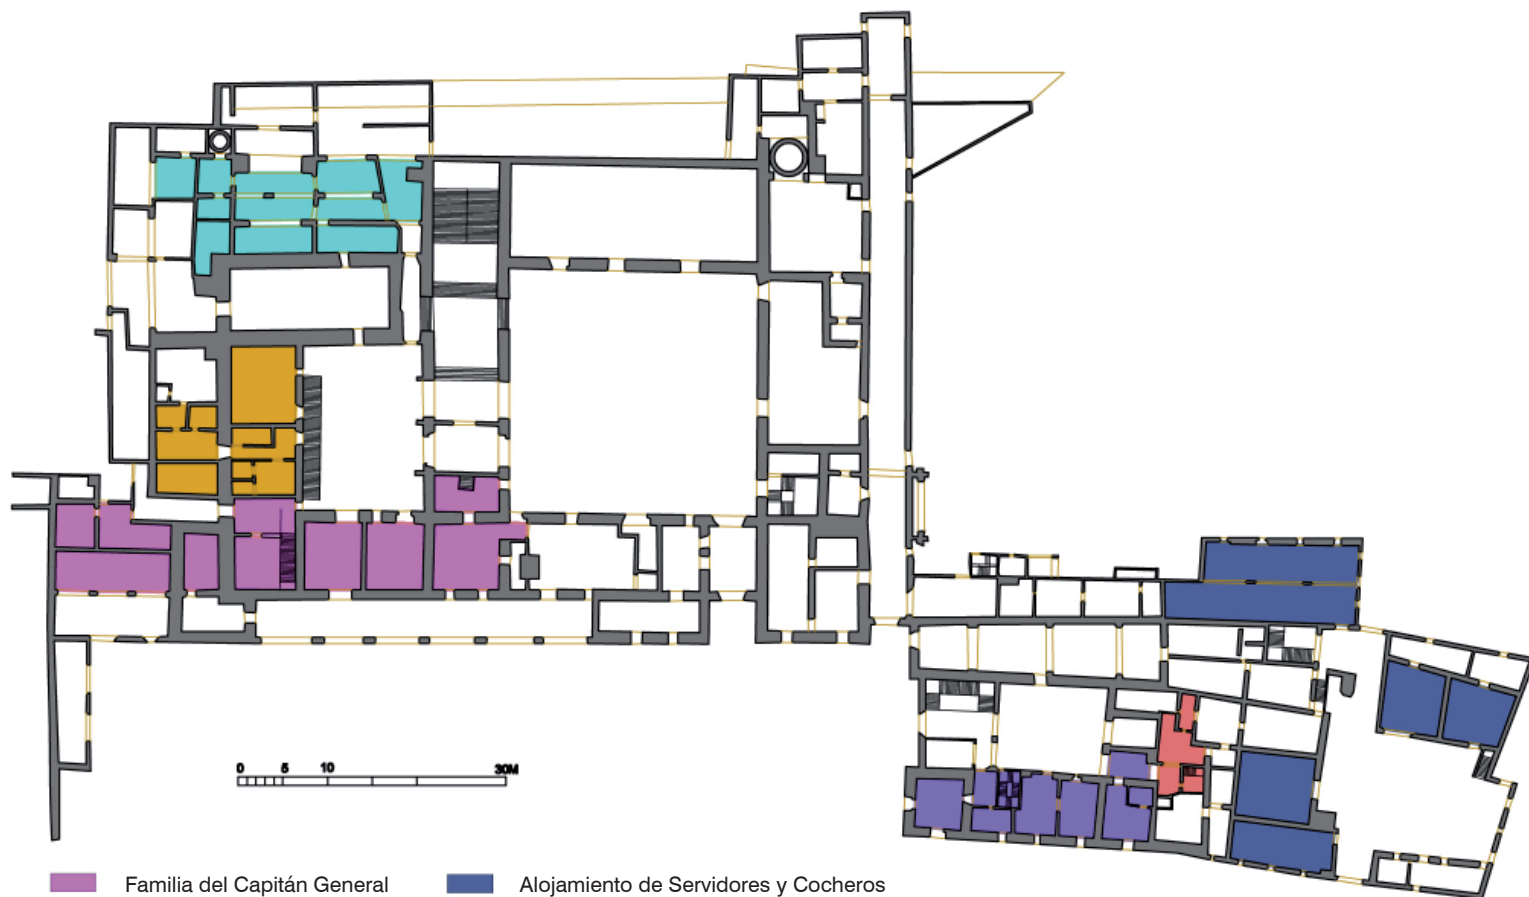 0 5 10 30M
Familia del Capitán General
Alojamiento de Servidores y Cocheros